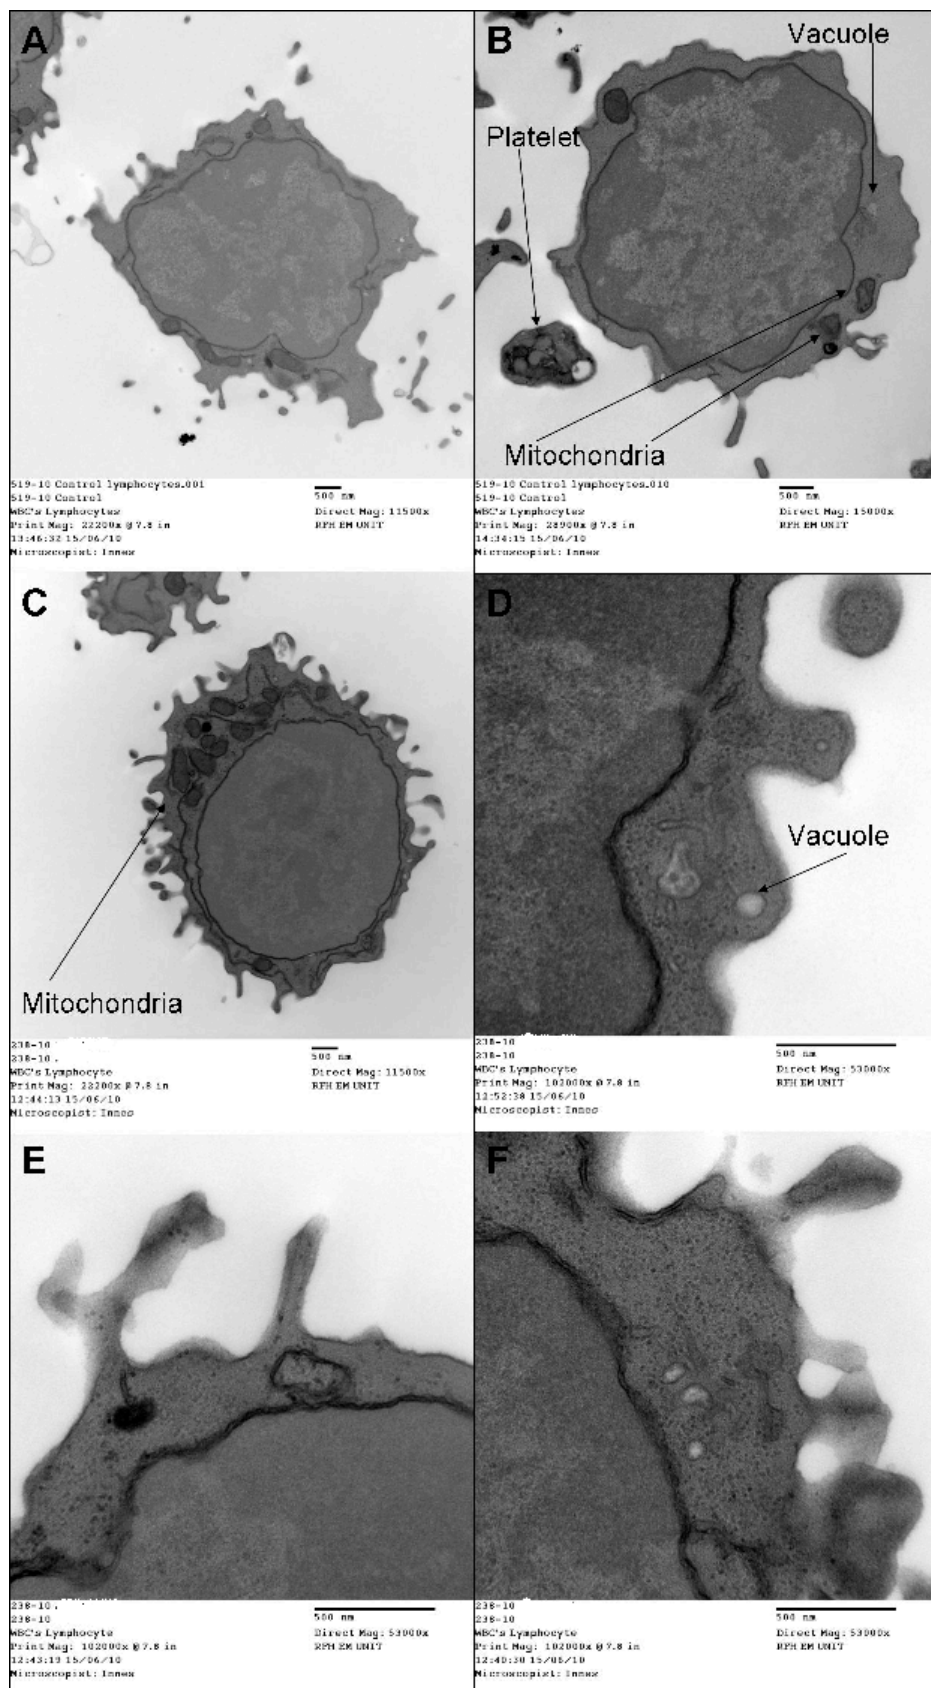 A
519-10 Control lymphocytes.001
519-10 Control
WBC's Lymphocytes
Print Mag: 22200x @ 7.8 in
13:46:32 15/06/10
Microscopist: Innes
500 nm
Direct Mag: 11500x
RFH EM UNIT
B
Vacuole
Platelet
Mitochondria
519-10 Control lymphocytes.010
519-10 Control
WBC's Lymphocytes
Print Mag: 28900x @ 7.8 in
14:34:15 15/06/10
Microscopist: Innes
500 nm
Direct Mag: 15000x
RFH EM UNIT
C
Mitochondria
238-10
238-10.
WBC's Lymphocyte
Print Mag: 22200x @ 7.8 in
12:44:13 15/06/10
Microscopist: Innes
500 nm
Direct Mag: 11500x
RFH EM UNIT
D
Vacuole
238-10
238-10
WBC's Lymphocyte
Print Mag: 102000x @ 7.8 in
12:52:38 15/06/10
Microscopist: Innes
500 nm
Direct Mag: 53000x
RFH EM UNIT
E
238-10.
238-10
WBC's Lymphocyte
Print Mag: 102000x @ 7.8 in
12:43:19 15/06/10
Microscopist: Innes
500 nm
Direct Mag: 53000x
RFH EM UNIT
F
238-10
238-10
WBC's Lymphocyte
Print Mag: 102000x @ 7.8 in
12:40:30 15/06/10
Microscopist: Innes
500 nm
Direct Mag: 53000x
RFH EM UNIT